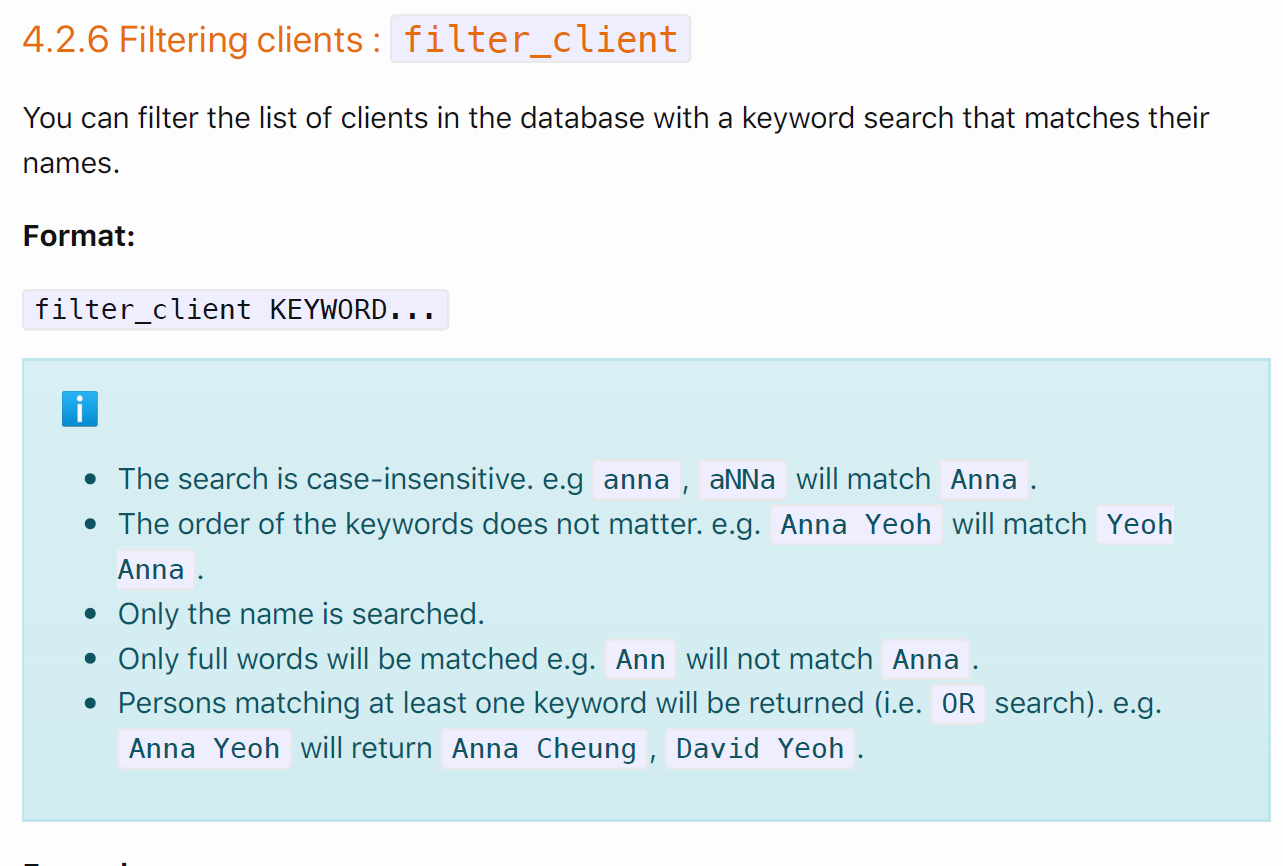 4.2.6 Filtering clients : filter_client
You can filter the list of clients in the database with a keyword search that matches their
names.
Format:
filter_client KEYWORD...
i
The search is case-insensitive. e.g anna , aNNa will match Anna .
The order of the keywords does not matter. e.g. Anna Yeoh will match Yeoh
Anna .
Only the name is searched.
Only full words will be matched e.g. Ann will not match Anna .
Persons matching at least one keyword will be returned (i.e. OR search). e.g.
Anna Yeoh will return Anna Cheung , David Yeoh .